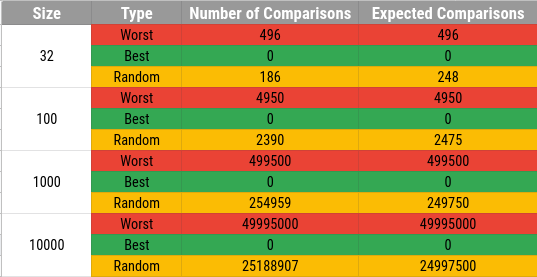 Size Type Number of Comparisons Expected Comparisons
Worst 496 496
32 Best 0 0
Random 186 248
Worst 4950 4950
100 Best 0 0
Random 2390 2475
Worst 499500 499500
1000 Best 0 0
Random 254959 249750
Worst 49995000 49995000
10000 Best 0 0
Random 25188907 24997500